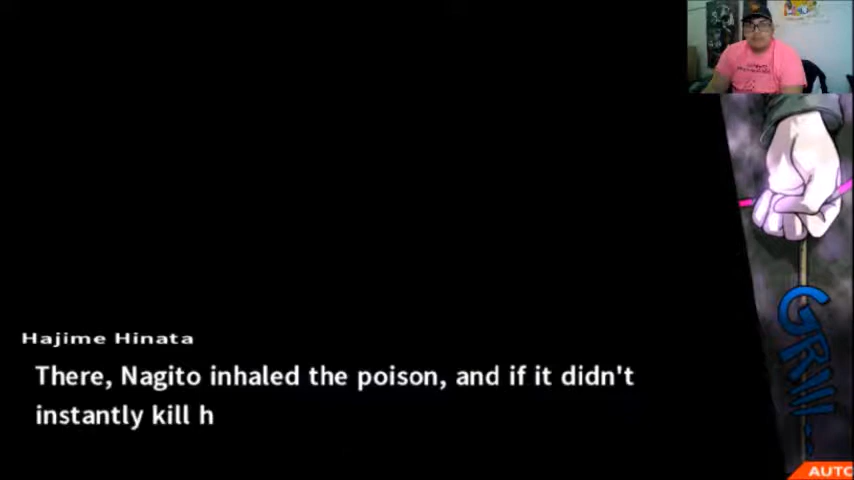 Hajime Hinata
There, Nagito inhaled the poison, and if it didn't
instantly kill h
GRIII...
AUTO